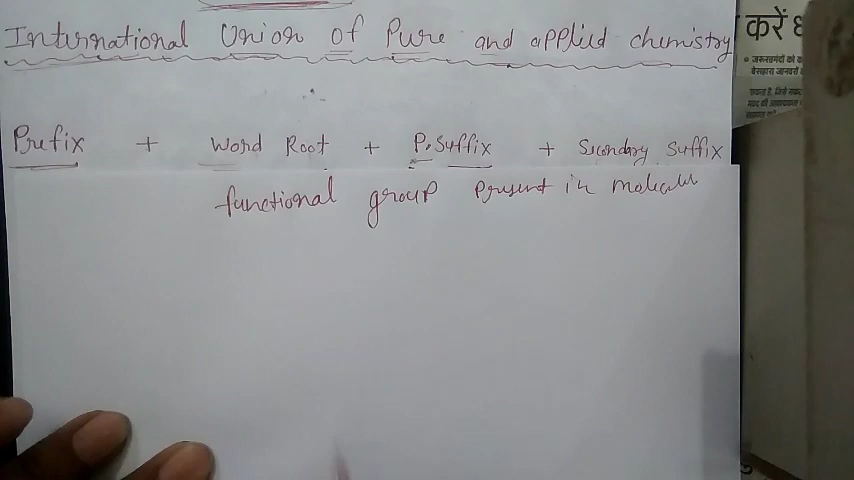 International Union of Pure and applied chemistry
Prefix + Word Root + P.Suffix + Secondary Suffix
functional group present in molecule
करें